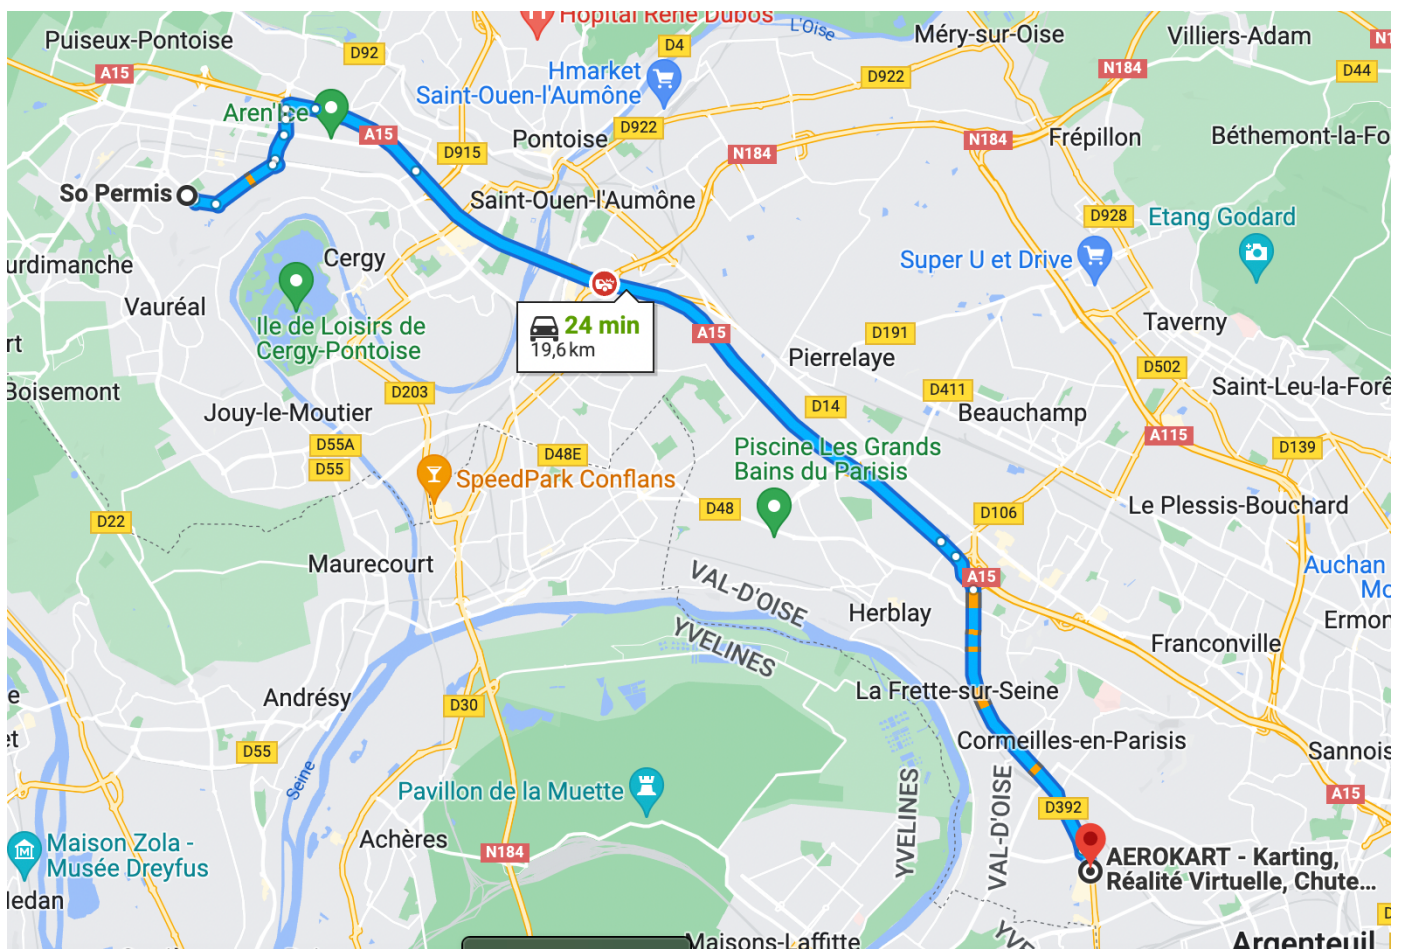 Hôpital René Dubos
L'Oise
Puiseux-Pontoise
D92
D4
Méry-sur-Oise
Villiers-Adam
A15
Hmarket
Saint-Ouen-l'Aumône
D922
N184
D44
Aren'Ice
A15
D915
Pontoise
D922
N184
N184
Frépillon
Béthemont-la-Fo
So Permis
Saint-Ouen-l'Aumône
D928
Etang Godard
Cergy
Super U et Drive
urdimanche
Vauréal
Ile de Loisirs de
Cergy-Pontoise
24 min
19,6 km
A15
D191
Taverny
Pierrelaye
D502
Boisemont
D203
D14
D411
Saint-Leu-la-Forê
Jouy-le-Moutier
Beauchamp
D55A
D55
D48E
A115
D139
Piscine Les Grands
Bains du Parisis
SpeedPark Conflans
D22
D48
D106
Le Plessis-Bouchard
Maurecourt
A15
Auchan
VAL-D'OISE
YVELINES
Herblay
Ermon
Franconville
Andrésy
D30
La Frette-sur-Seine
D55
Cormeilles-en-Parisis
Sannois
Seine
Pavillon de la Muette
YVELINES
VAL-D'OISE
A15
D392
Maison Zola -
Musée Dreyfus
Achères
N184
AEROKART - Karting,
Réalité Virtuelle, Chute...
ledan
Maisons-Laffitte
YVE
Argenteuil